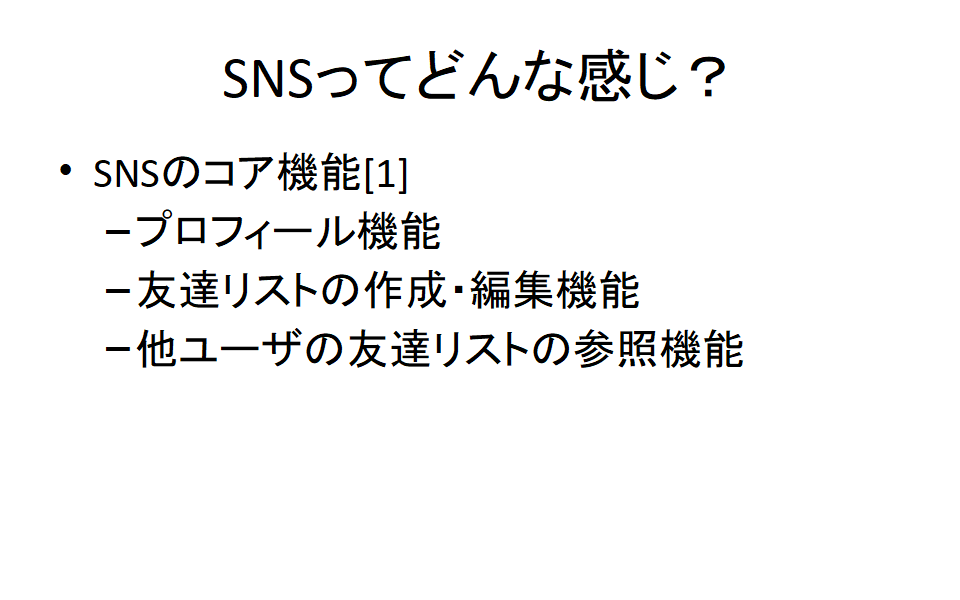 SNSってどんな感じ？
• SNSのコア機能[1]
–プロフィール機能
–友達リストの作成・編集機能
–他ユーザの友達リストの参照機能